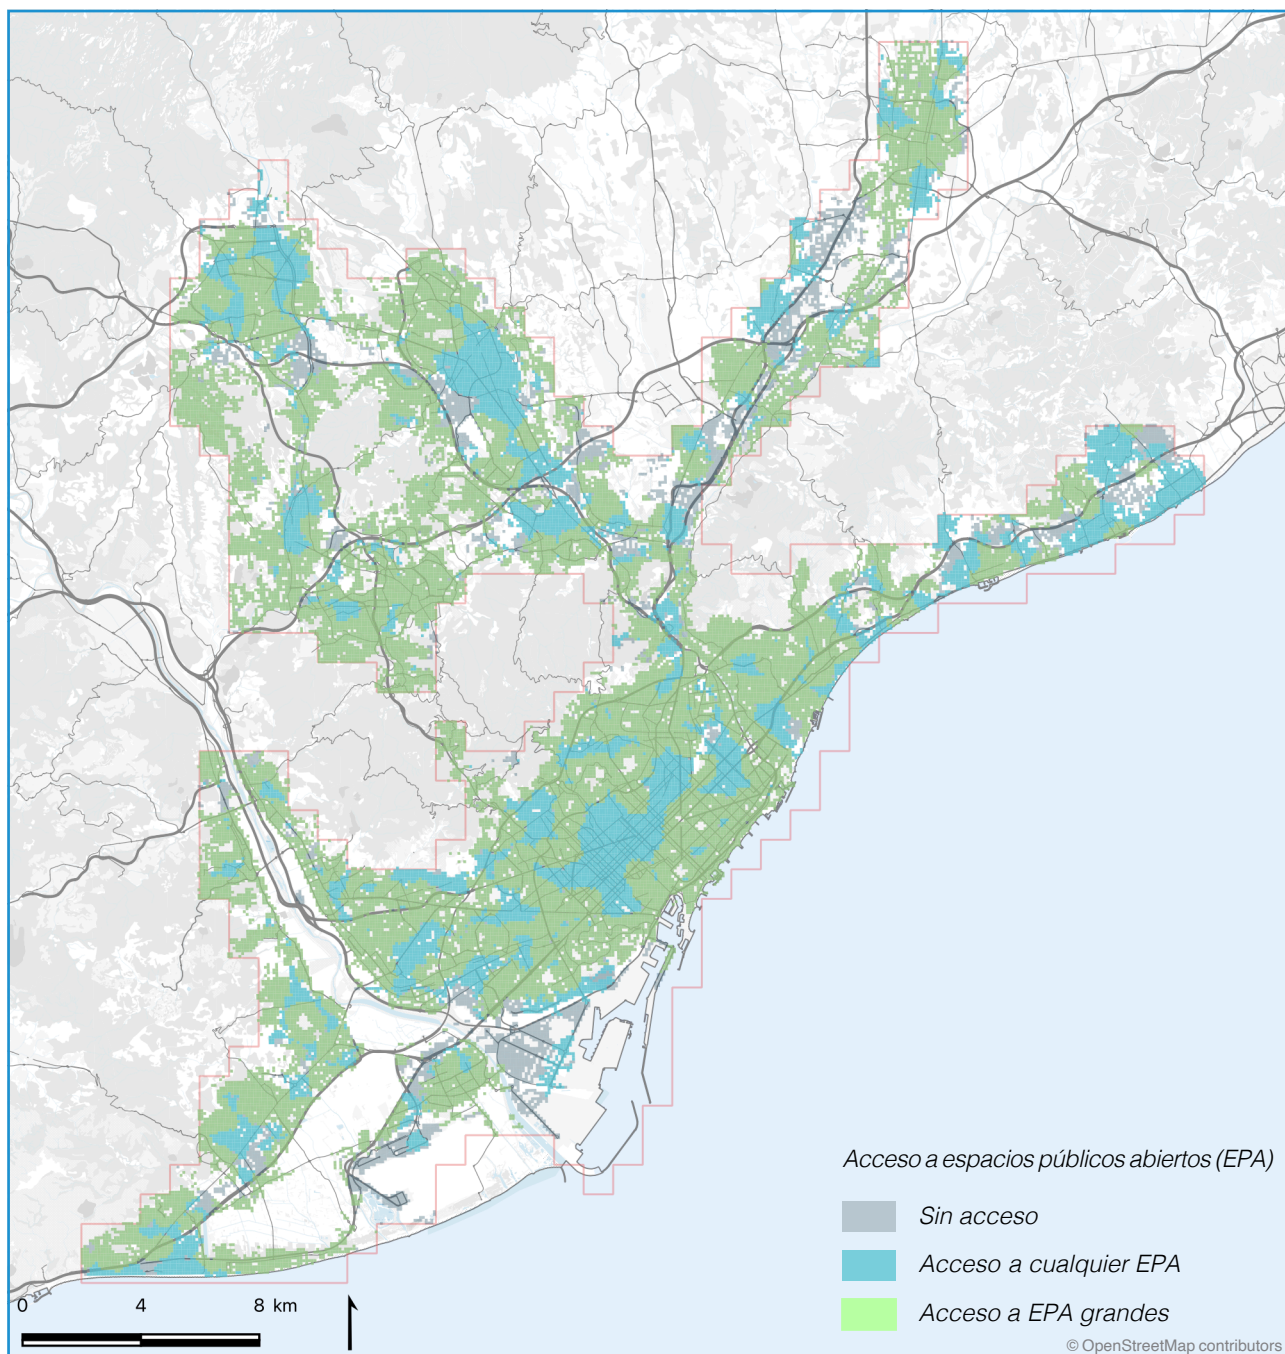 Acceso a espacios públicos abiertos (EPA)
Sin acceso
Acceso a cualquier EPA
Acceso a EPA grandes
0 4 8 km
© OpenStreetMap contributors